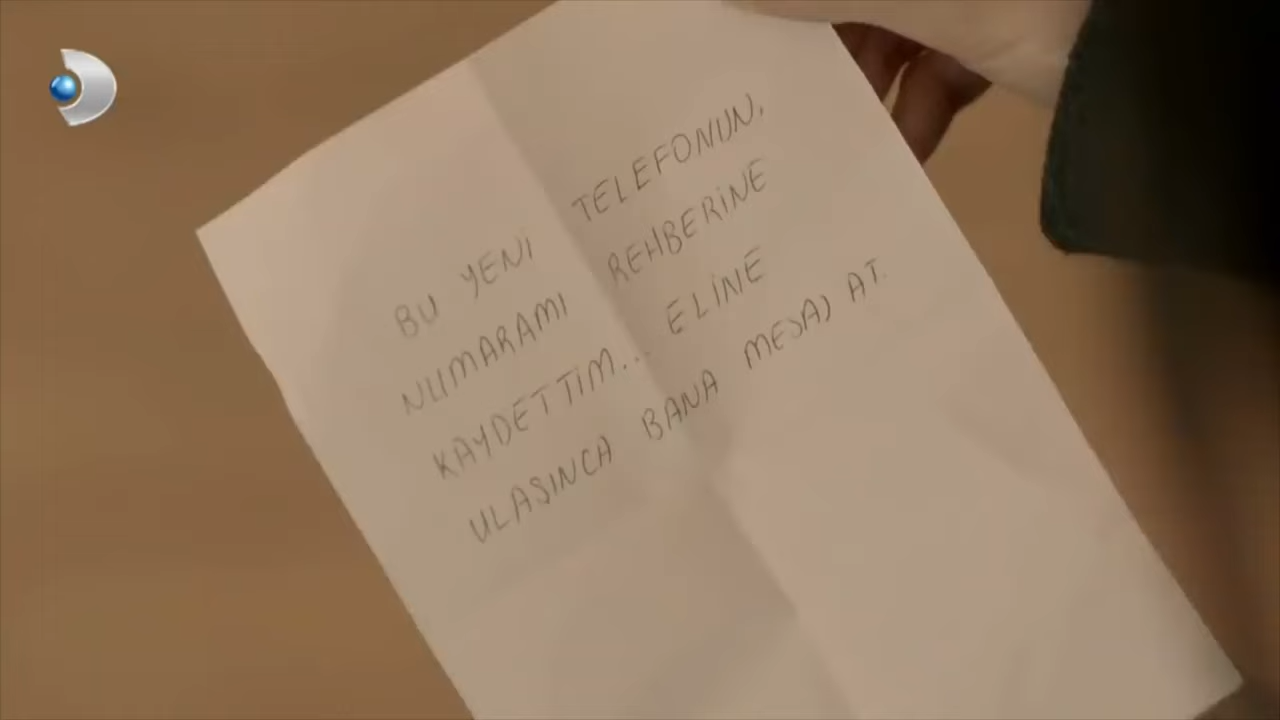 BU YENİ TELEFONUN,
NUMARAMI REHBERİNE
KAYDETTİM... ELİNE
ULAŞINCA BANA MESAJ AT.